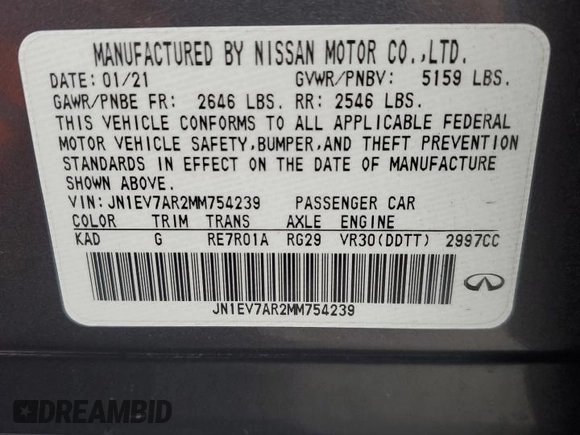 MANUFACTURED BY NISSAN MOTOR CO.,LTD.
DATE: 01/21 GVWR/PNBV: 5159 LBS.
GAWR/PNBE FR: 2646 LBS. RR: 2546 LBS.
THIS VEHICLE CONFORMS TO ALL APPLICABLE FEDERAL
MOTOR VEHICLE SAFETY,BUMPER,AND THEFT PREVENTION
STANDARDS IN EFFECT ON THE DATE OF MANUFACTURE
SHOWN ABOVE.
VIN: JN1EV7AR2MM754239 PASSENGER CAR
COLOR TRIM TRANS AXLE ENGINE
KAD G RE7R01A RG29 VR30(DDTT) 2997CC
JN1EV7AR2MM754239
DREAMBID